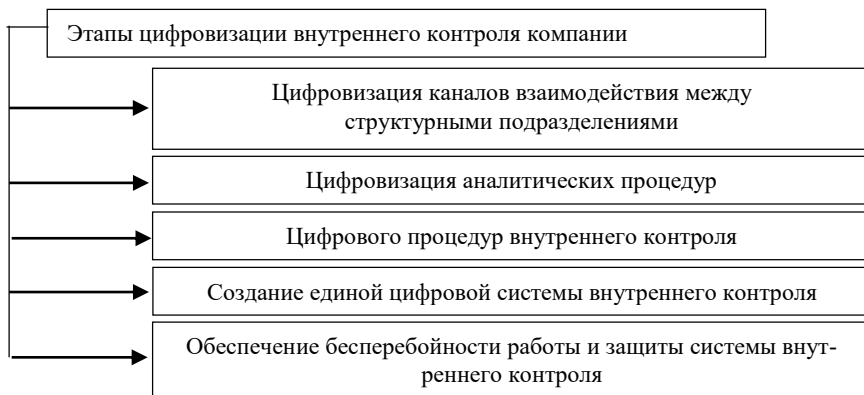 Этапы цифровизации внутреннего контроля компании
Цифровизация каналов взаимодействия между
структурными подразделениями
Цифровизация аналитических процедур
Цифрового процедур внутреннего контроля
Создание единой цифровой системы внутреннего контроля
Обеспечение бесперебойности работы и защиты системы внут-
реннего контроля